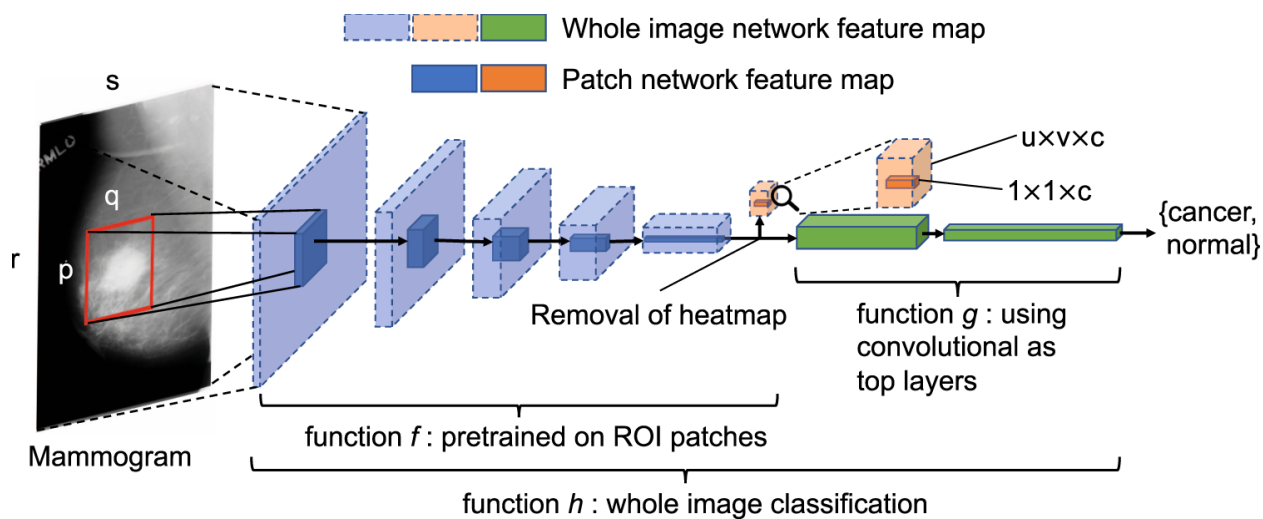 Whole image network feature map
Patch network feature map
s
RMLO
q
r
p
u×v×c
1×1×c
{cancer,
normal}
Removal of heatmap
function g : using
convolutional as
top layers
function f : pretrained on ROI patches
Mammogram
function h : whole image classification